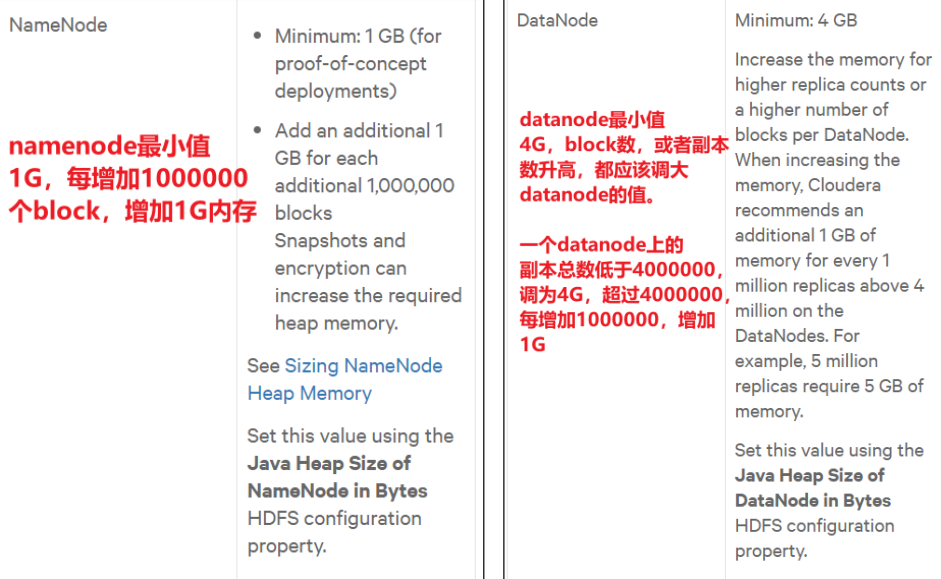 NameNode
namenode最小值
1G，每增加1000000
个block，增加1G内存
• Minimum: 1 GB (for
proof-of-concept
deployments)
• Add an additional 1
GB for each
additional 1,000,000
blocks
Snapshots and
encryption can
increase the required
heap memory.
See Sizing NameNode
Heap Memory
Set this value using the
Java Heap Size of
NameNode in Bytes
HDFS configuration
property.
DataNode
datanode最小值
4G，block数，或者副本
数升高，都应该调大
datanode的值。
一个datanode上的
副本总数低于4000000，
调为4G，超过4000000，
每增加1000000，增加
1G
Minimum: 4 GB
Increase the memory for
higher replica counts or
a higher number of
blocks per DataNode.
When increasing the
memory, Cloudera
recommends an
additional 1 GB of
memory for every 1
million replicas above 4
million on the
DataNodes. For
example, 5 million
replicas require 5 GB of
memory.
Set this value using the
Java Heap Size of
DataNode in Bytes
HDFS configuration
property.